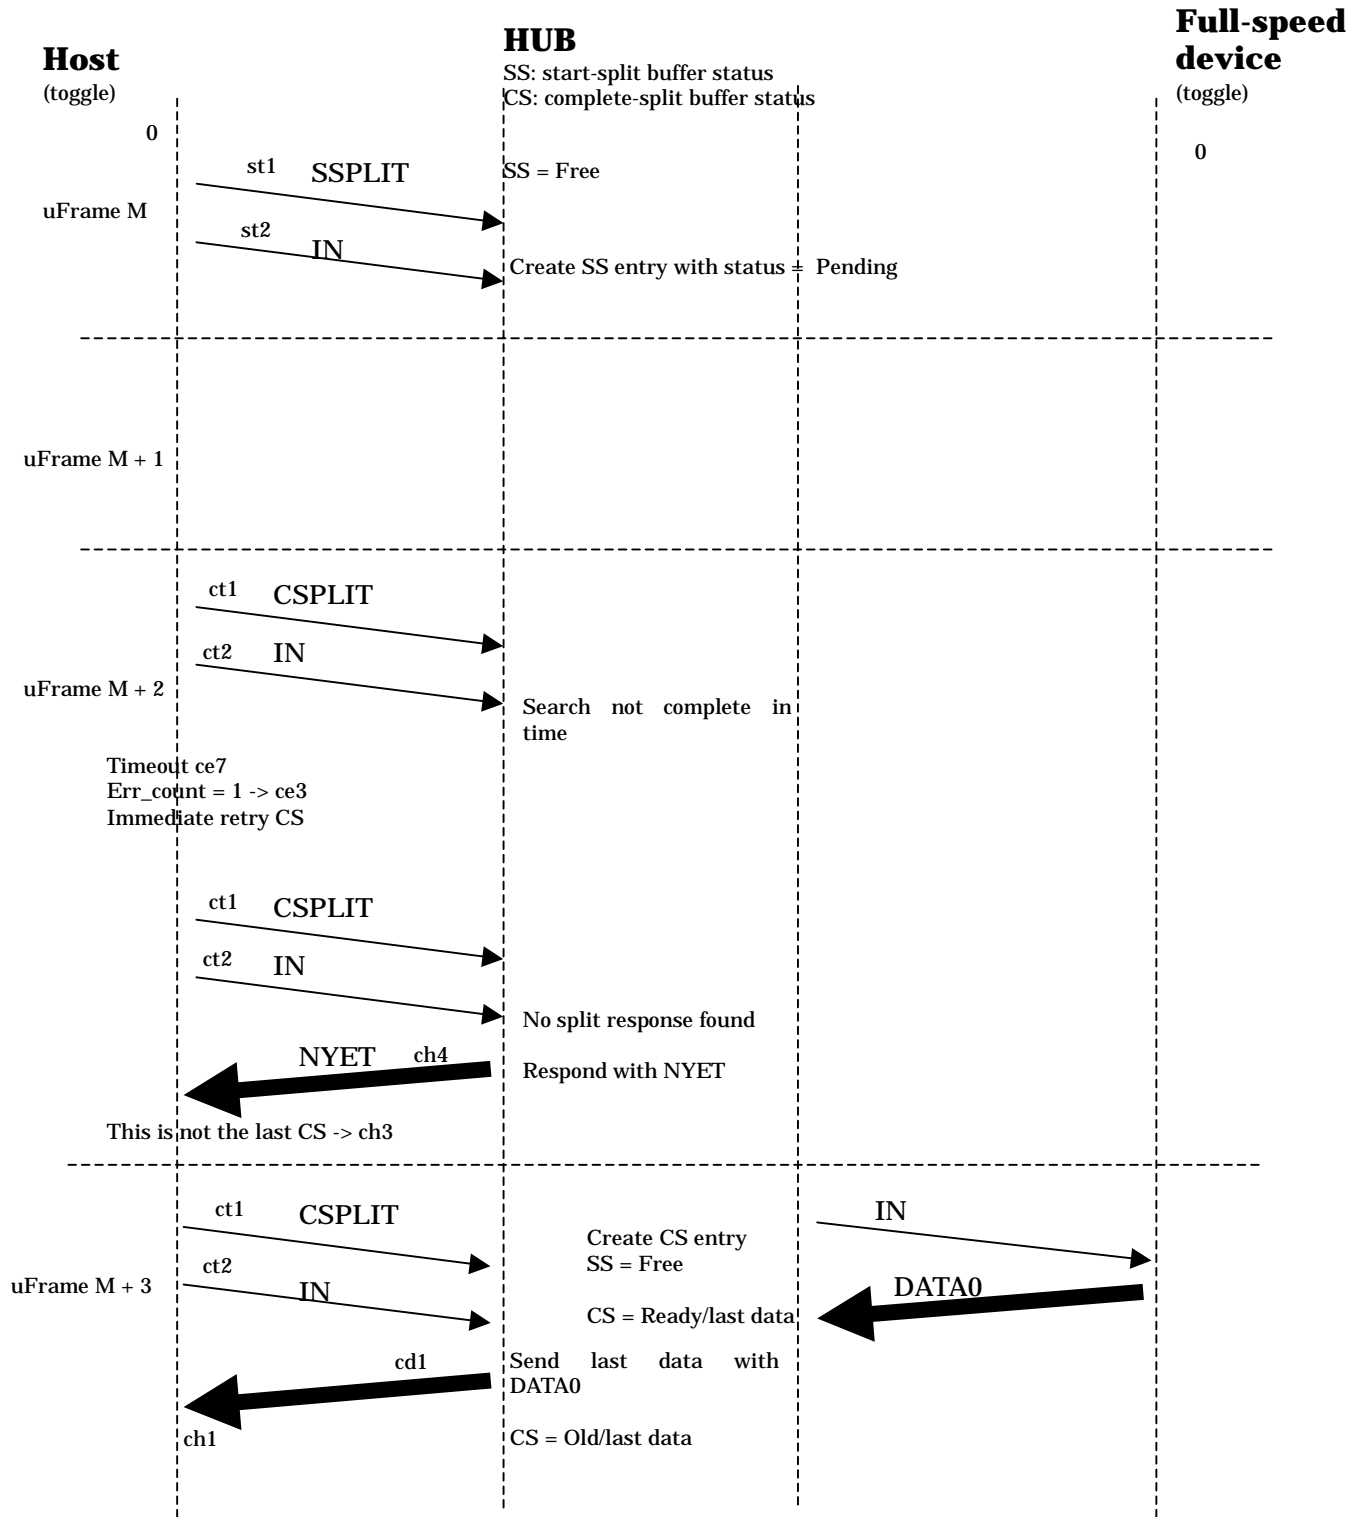 Host
(toggle)
HUB
SS: start-split buffer status
CS: complete-split buffer status
Full-speed
device
(toggle)
0
0
st1 SSPLIT
SS = Free
uFrame M
st2 IN
Create SS entry with status = Pending
uFrame M + 1
ct1 CSPLIT
ct2 IN
uFrame M + 2
Search not complete in
time
Timeout ce7
Err_count = 1 -> ce3
Immediate retry CS
ct1 CSPLIT
ct2 IN
No split response found
NYET ch4
Respond with NYET
This is not the last CS -> ch3
ct1 CSPLIT
IN
Create CS entry
SS = Free
uFrame M + 3
ct2 IN
DATA0
CS = Ready/last data
cd1
Send last data with
DATA0
ch1
CS = Old/last data